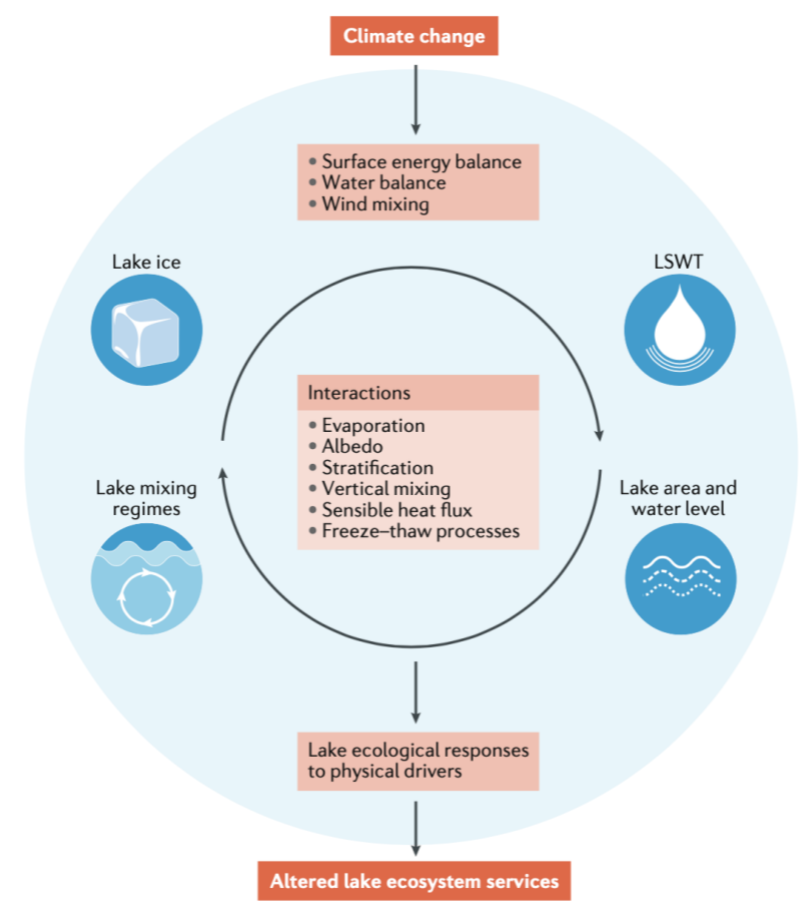 Climate change
• Surface energy balance
• Water balance
• Wind mixing
Lake ice
LSWT
Interactions
• Evaporation
• Albedo
• Stratification
• Vertical mixing
• Sensible heat flux
• Freeze–thaw processes
Lake mixing
regimes
Lake area and
water level
Lake ecological responses
to physical drivers
Altered lake ecosystem services